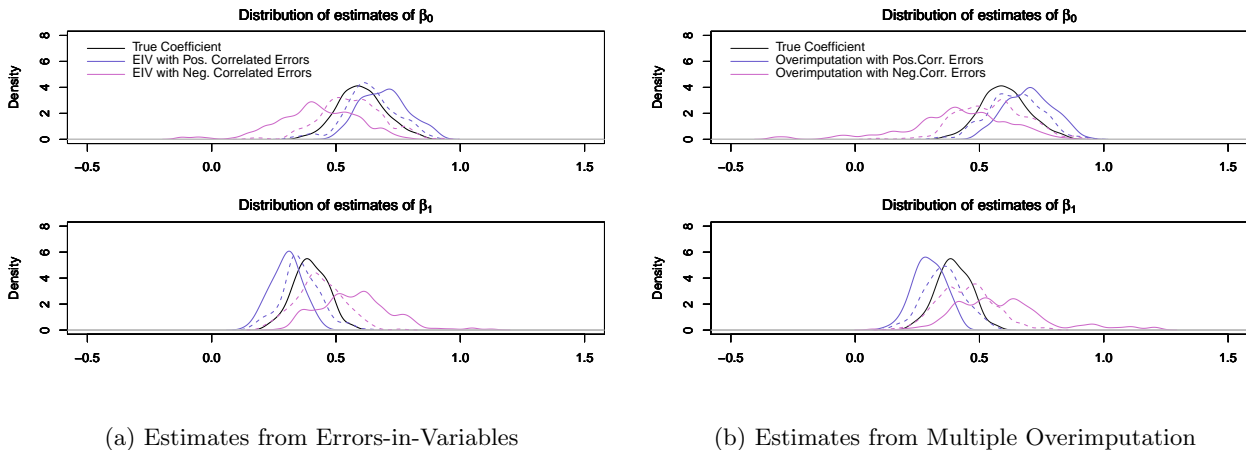 Distribution of estimates of β0
Density
8
6
4
2
0
True Coefficient
EIV with Pos. Correlated Errors
EIV with Neg. Correlated Errors
−0.5 0.0 0.5 1.0 1.5
Distribution of estimates of β1
Density
8
6
4
2
0
−0.5 0.0 0.5 1.0 1.5
(a) Estimates from Errors-in-Variables
Distribution of estimates of β0
Density
8
6
4
2
0
True Coefficient
Overimputation with Pos.Corr. Errors
Overimputation with Neg.Corr. Errors
−0.5 0.0 0.5 1.0 1.5
Distribution of estimates of β1
Density
8
6
4
2
0
−0.5 0.0 0.5 1.0 1.5
(b) Estimates from Multiple Overimputation